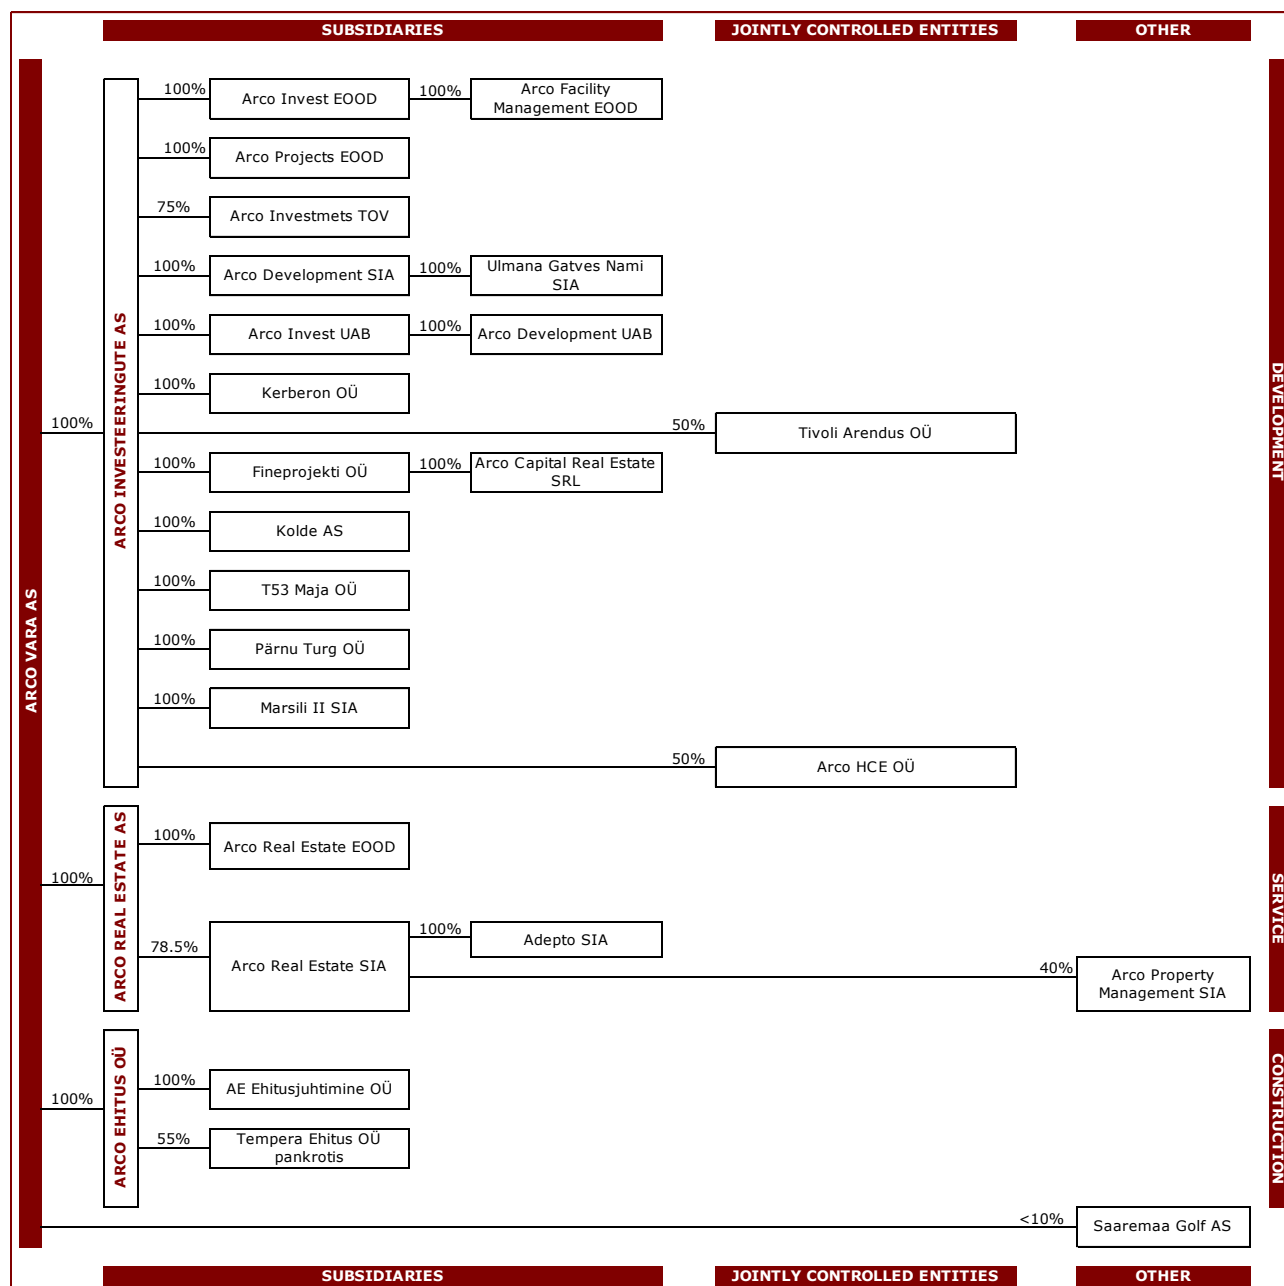 SUBSIDIARIES
JOINTLY CONTROLLED ENTITIES
OTHER
ARCO VARA AS
100%
ARCO INVESTEERINGUTE AS
100%
Arco Invest EOOD
100%
Arco Facility
Management EOOD
100%
Arco Projects EOOD
75%
Arco Investmets TOV
100%
Arco Development SIA
100%
Ulmana Gatves Nami
SIA
100%
Arco Invest UAB
100%
Arco Development UAB
100%
Kerberon OÜ
50%
Tivoli Arendus OÜ
100%
Fineprojekti OÜ
100%
Arco Capital Real Estate
SRL
100%
Kolde AS
100%
T53 Maja OÜ
100%
Pärnu Turg OÜ
100%
Marsili II SIA
50%
Arco HCE OÜ
DEVELOPMENT
100%
ARCO REAL ESTATE AS
100%
Arco Real Estate EOOD
78.5%
Arco Real Estate SIA
100%
Adepto SIA
40%
Arco Property
Management SIA
SERVICE
100%
ARCO EHITUS OÜ
100%
AE Ehitusjuhtimine OÜ
55%
Tempera Ehitus OÜ
pankrotis
CONSTRUCTION
<10%
Saaremaa Golf AS
SUBSIDIARIES
JOINTLY CONTROLLED ENTITIES
OTHER